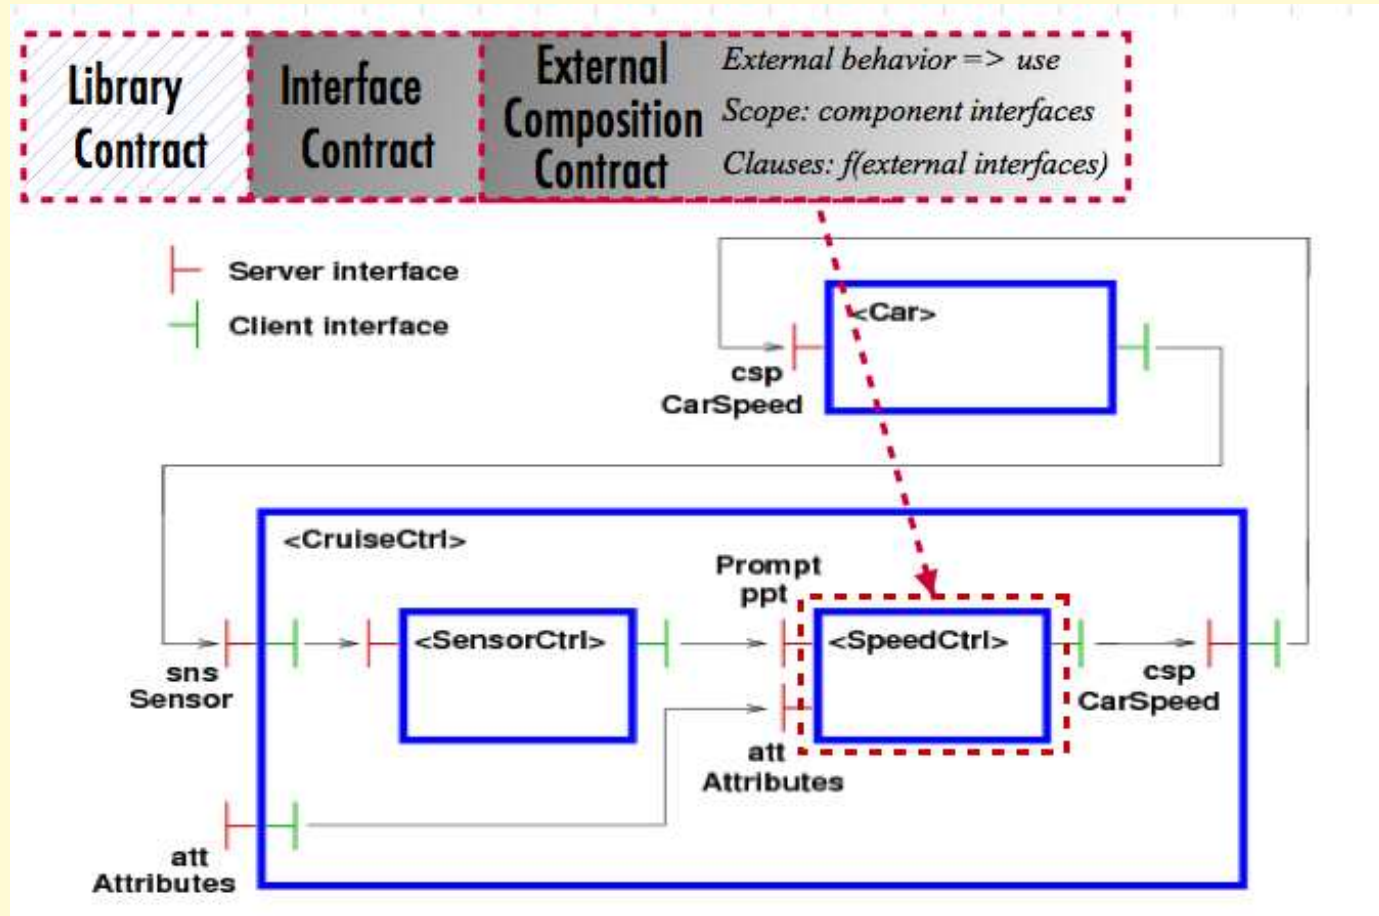 Library
Contract
Interface
Contract
External
Composition
Contract
External behavior => use
Scope: component interfaces
Clauses: f(external interfaces)
Server interface
Client interface
<Car>
csp
CarSpeed
<CruiseCtrl>
Prompt
ppt
<SensorCtrl>
<SpeedCtrl>
sns
Sensor
csp
CarSpeed
att
Attributes
att
Attributes